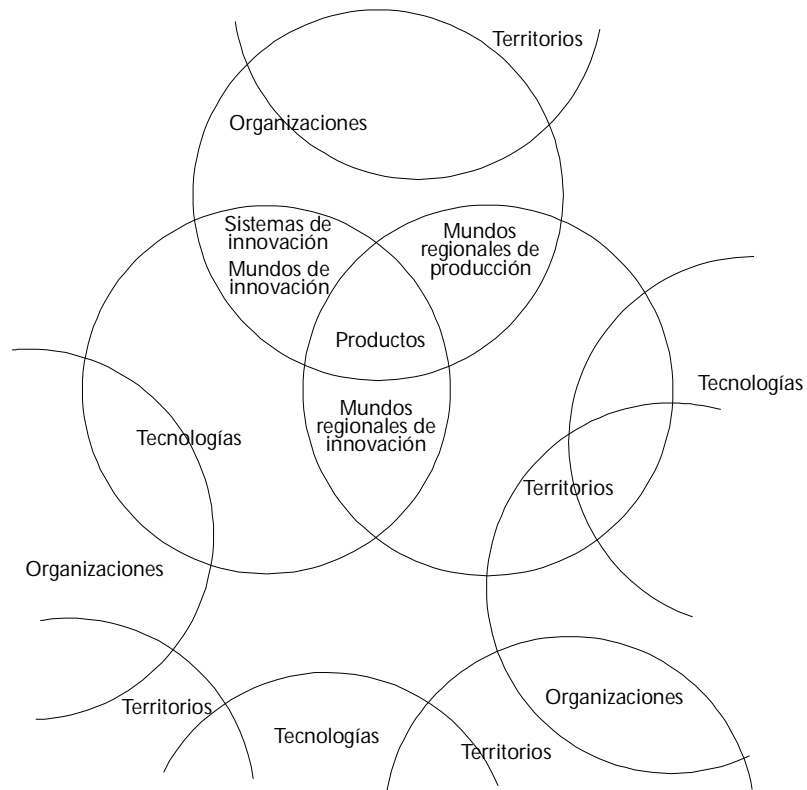 Territorios
Organizaciones
Sistemas de
innovación
Mundos de
innovación
Mundos
regionales de
producción
Productos
Mundos
regionales de
innovación
Tecnologías
Tecnologías
Territorios
Organizaciones
Territorios
Tecnologías
Territorios
Organizaciones